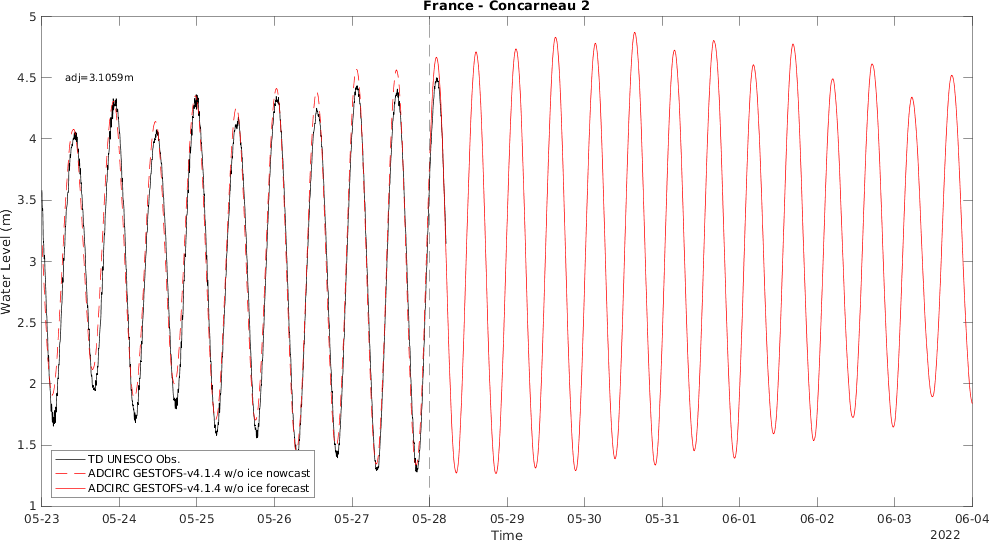 France - Concarneau 2
adj=3.1059m
Water Level (m)
5
4.5
4
3.5
3
2.5
2
1.5
1
TD UNESCO Obs.
ADCIRC GESTOFS-v4.1.4 w/o ice nowcast
ADCIRC GESTOFS-v4.1.4 w/o ice forecast
05-23 05-24 05-25 05-26 05-27 05-28 05-29 05-30 05-31 06-01 06-02 06-03 06-04
Time
2022